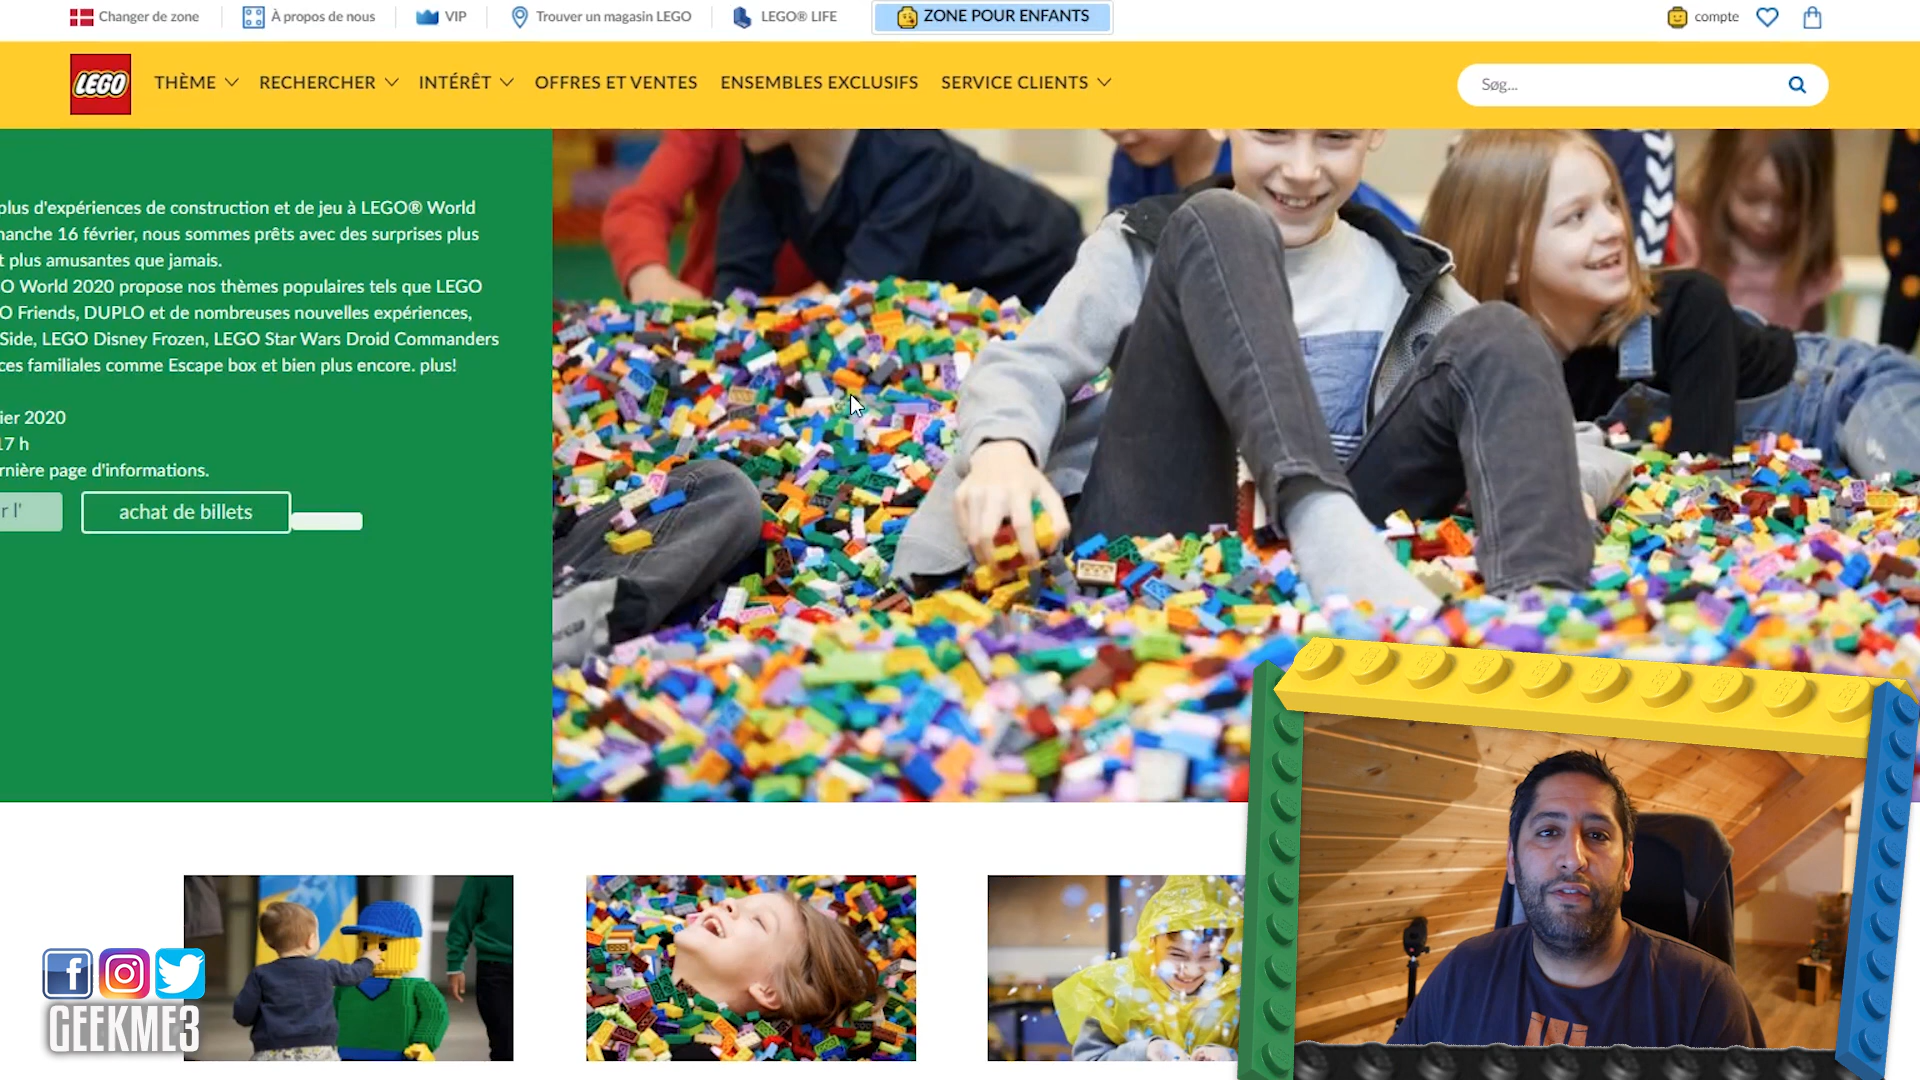 Changer de zone
À propos de nous
VIP
Trouver un magasin LEGO
LEGO® LIFE
ZONE POUR ENFANTS
compte
LEGO
THÈME
RECHERCHER
INTÉRÊT
OFFRES ET VENTES
ENSEMBLES EXCLUSIFS
SERVICE CLIENTS
Søg...
plus d'expériences de construction et de jeu à LEGO® World
manche 16 février, nous sommes prêts avec des surprises plus
t plus amusantes que jamais.
O World 2020 propose nos thèmes populaires tels que LEGO
O Friends, DUPLO et de nombreuses nouvelles expériences,
Side, LEGO Disney Frozen, LEGO Star Wars Droid Commanders
ces familiales comme Escape box et bien plus encore. plus!
ier 2020
17 h
rnière page d'informations.
r l'
achat de billets
GEEKME3